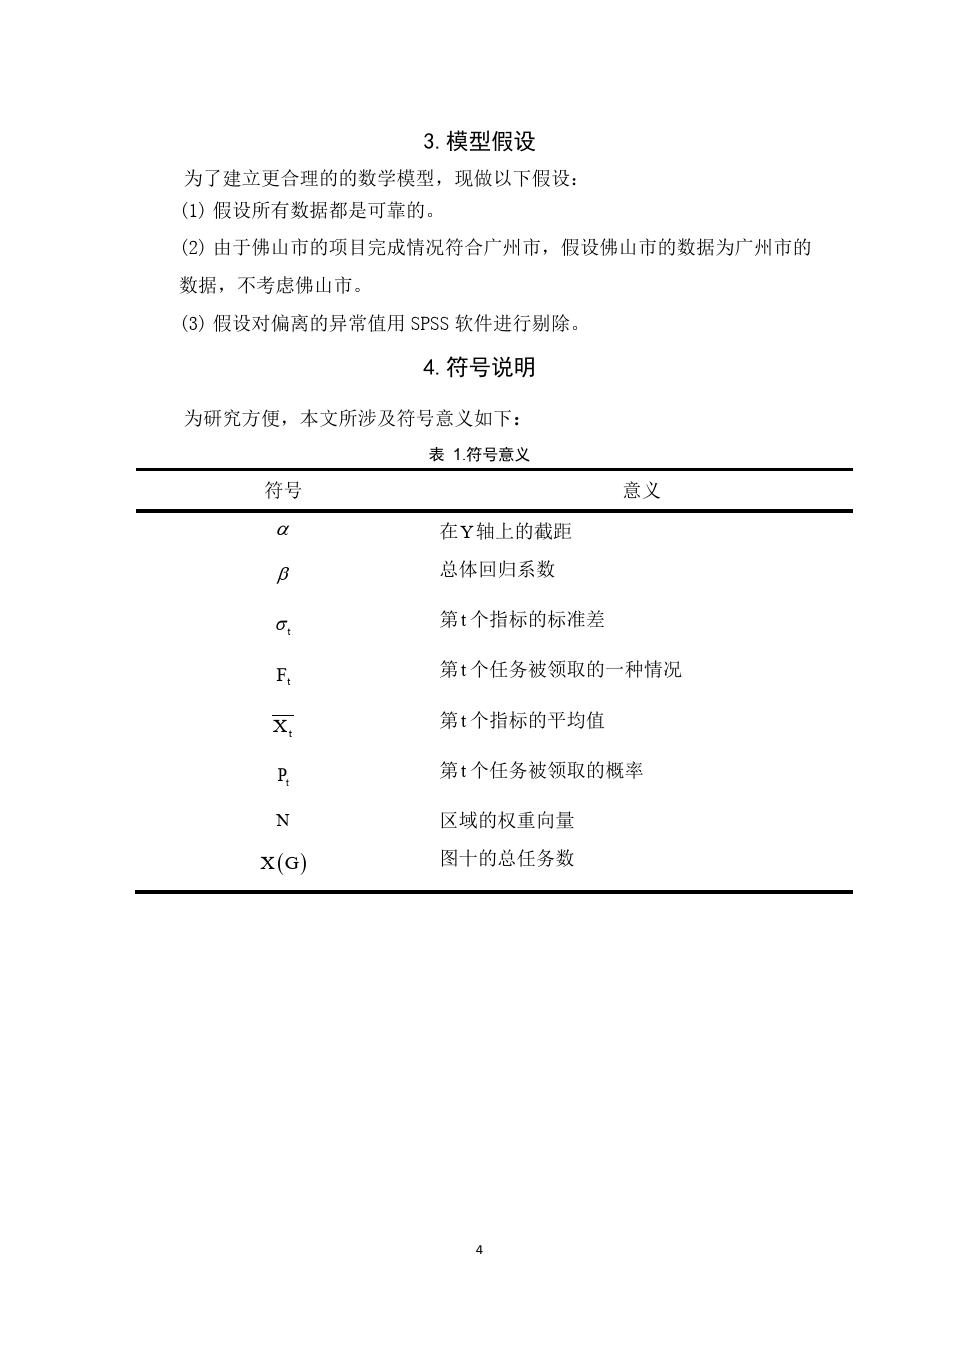 3.模型假设
为了建立更合理的的数学模型，现做以下假设：
(1) 假设所有数据都是可靠的。
(2) 由于佛山市的项目完成情况符合广州市，假设佛山市的数据为广州市的
数据，不考虑佛山市。
(3) 假设对偏离的异常值用 SPSS 软件进行剔除。
4.符号说明
为研究方便，本文所涉及符号意义如下：
表 1.符号意义
符号 意义
α 在Y轴上的截距
β 总体回归系数
σ_t 第t个指标的标准差
F_t 第t个任务被领取的一种情况
X̅_t 第t个指标的平均值
P_t 第t个任务被领取的概率
N 区域的权重向量
X(G) 图十的总任务数
4